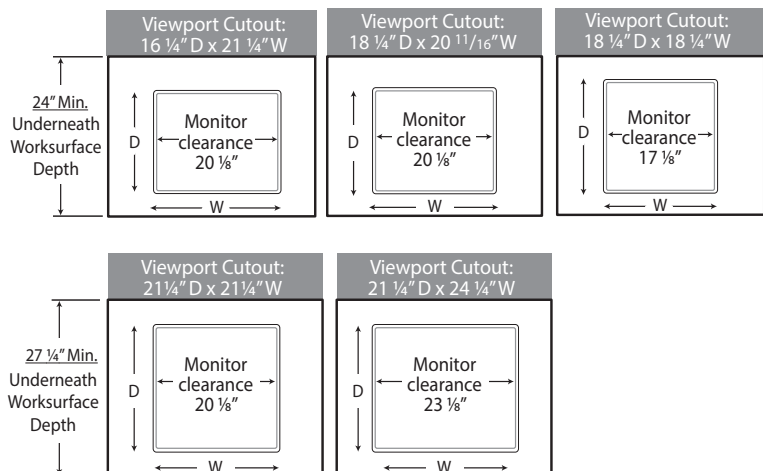 Viewport Cutout:
16 ¼" D x 21 ¼" W
Viewport Cutout:
18 ¼" D x 20 11/16" W
Viewport Cutout:
18 ¼" D x 18 ¼" W
24" Min.
Underneath
Worksurface
Depth
D
Monitor
clearance
20 ⅛"
W
D
Monitor
clearance
20 ⅛"
W
D
Monitor
clearance
17 ⅛"
W
Viewport Cutout:
21¼" D x 21¼" W
Viewport Cutout:
21 ¼" D x 24 ¼" W
27 ¼" Min.
Underneath
Worksurface
Depth
D
Monitor
clearance
20 ⅛"
W
D
Monitor
clearance
23 ⅛"
W